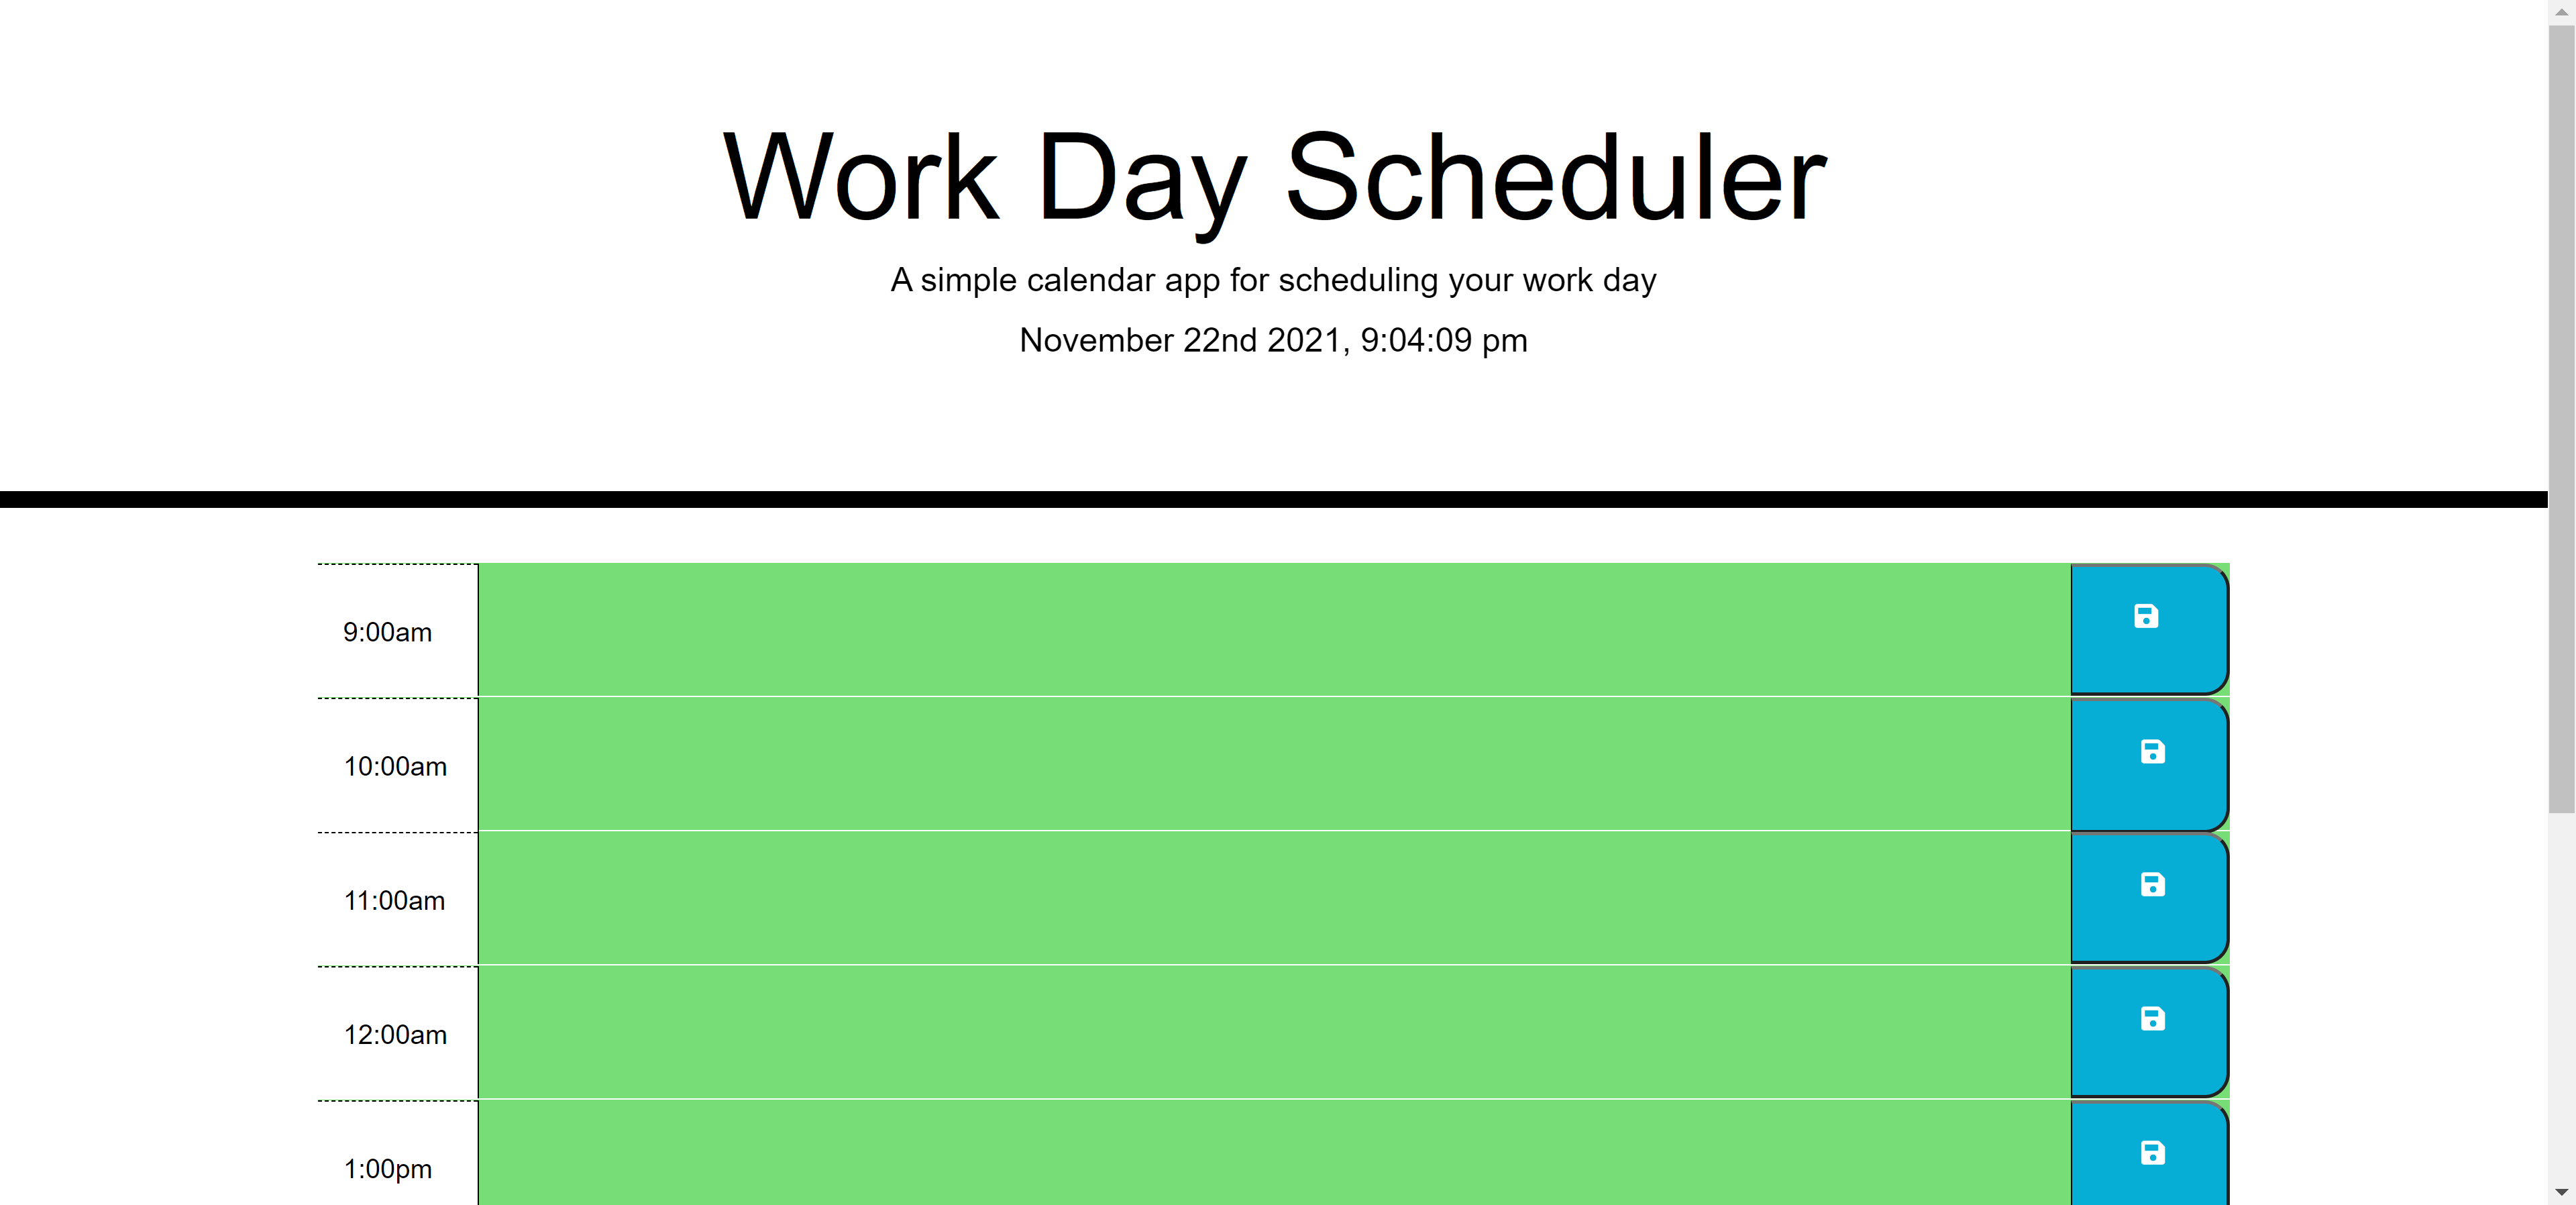 Work Day Scheduler
A simple calendar app for scheduling your work day
November 22nd 2021, 9:04:09 pm
9:00am
10:00am
11:00am
12:00am
1:00pm